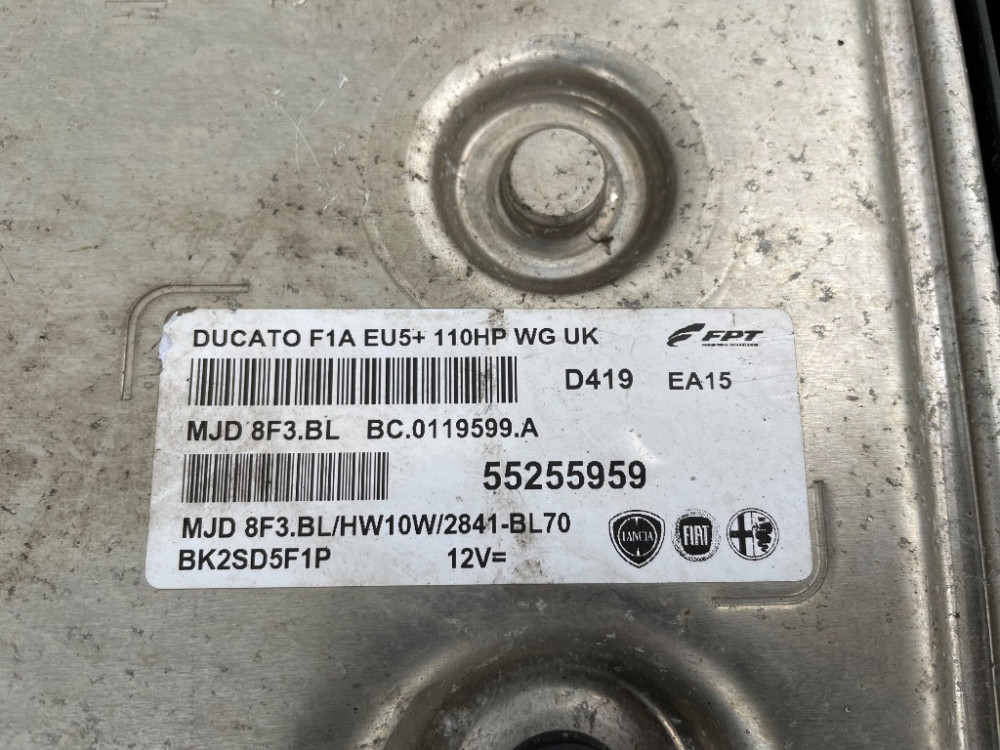 DUCATO F1A EU5+ 110HP WG UK FPT
D419 EA15
MJD 8F3.BL BC.0119599.A
55255959
MJD 8F3.BL/HW10W/2841-BL70
BK2SD5F1P 12V=
LANCIA FIAT